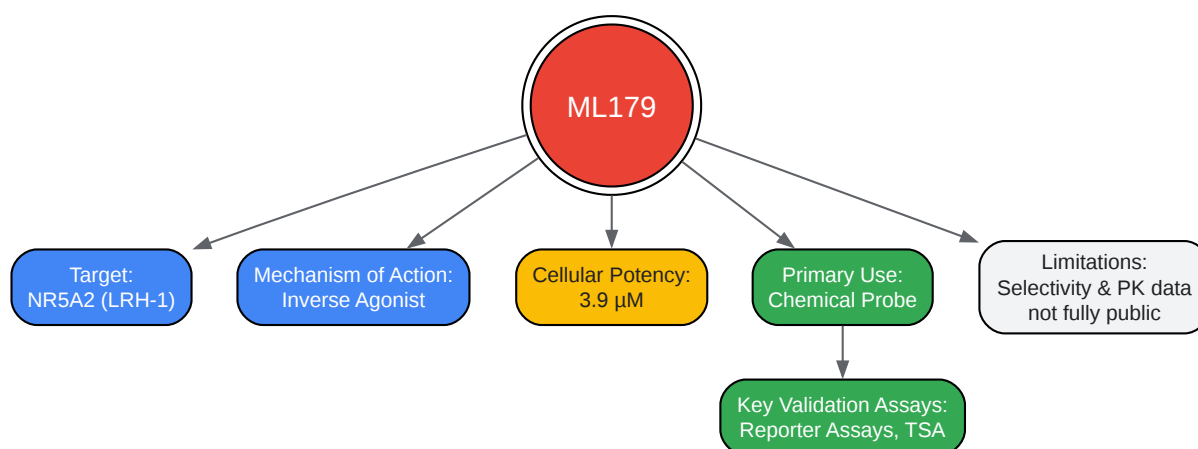 ML179
Target:
NR5A2 (LRH-1)
Mechanism of Action:
Inverse Agonist
Cellular Potency:
3.9 µM
Primary Use:
Chemical Probe
Limitations:
Selectivity & PK data
not fully public
Key Validation Assays:
Reporter Assays, TSA